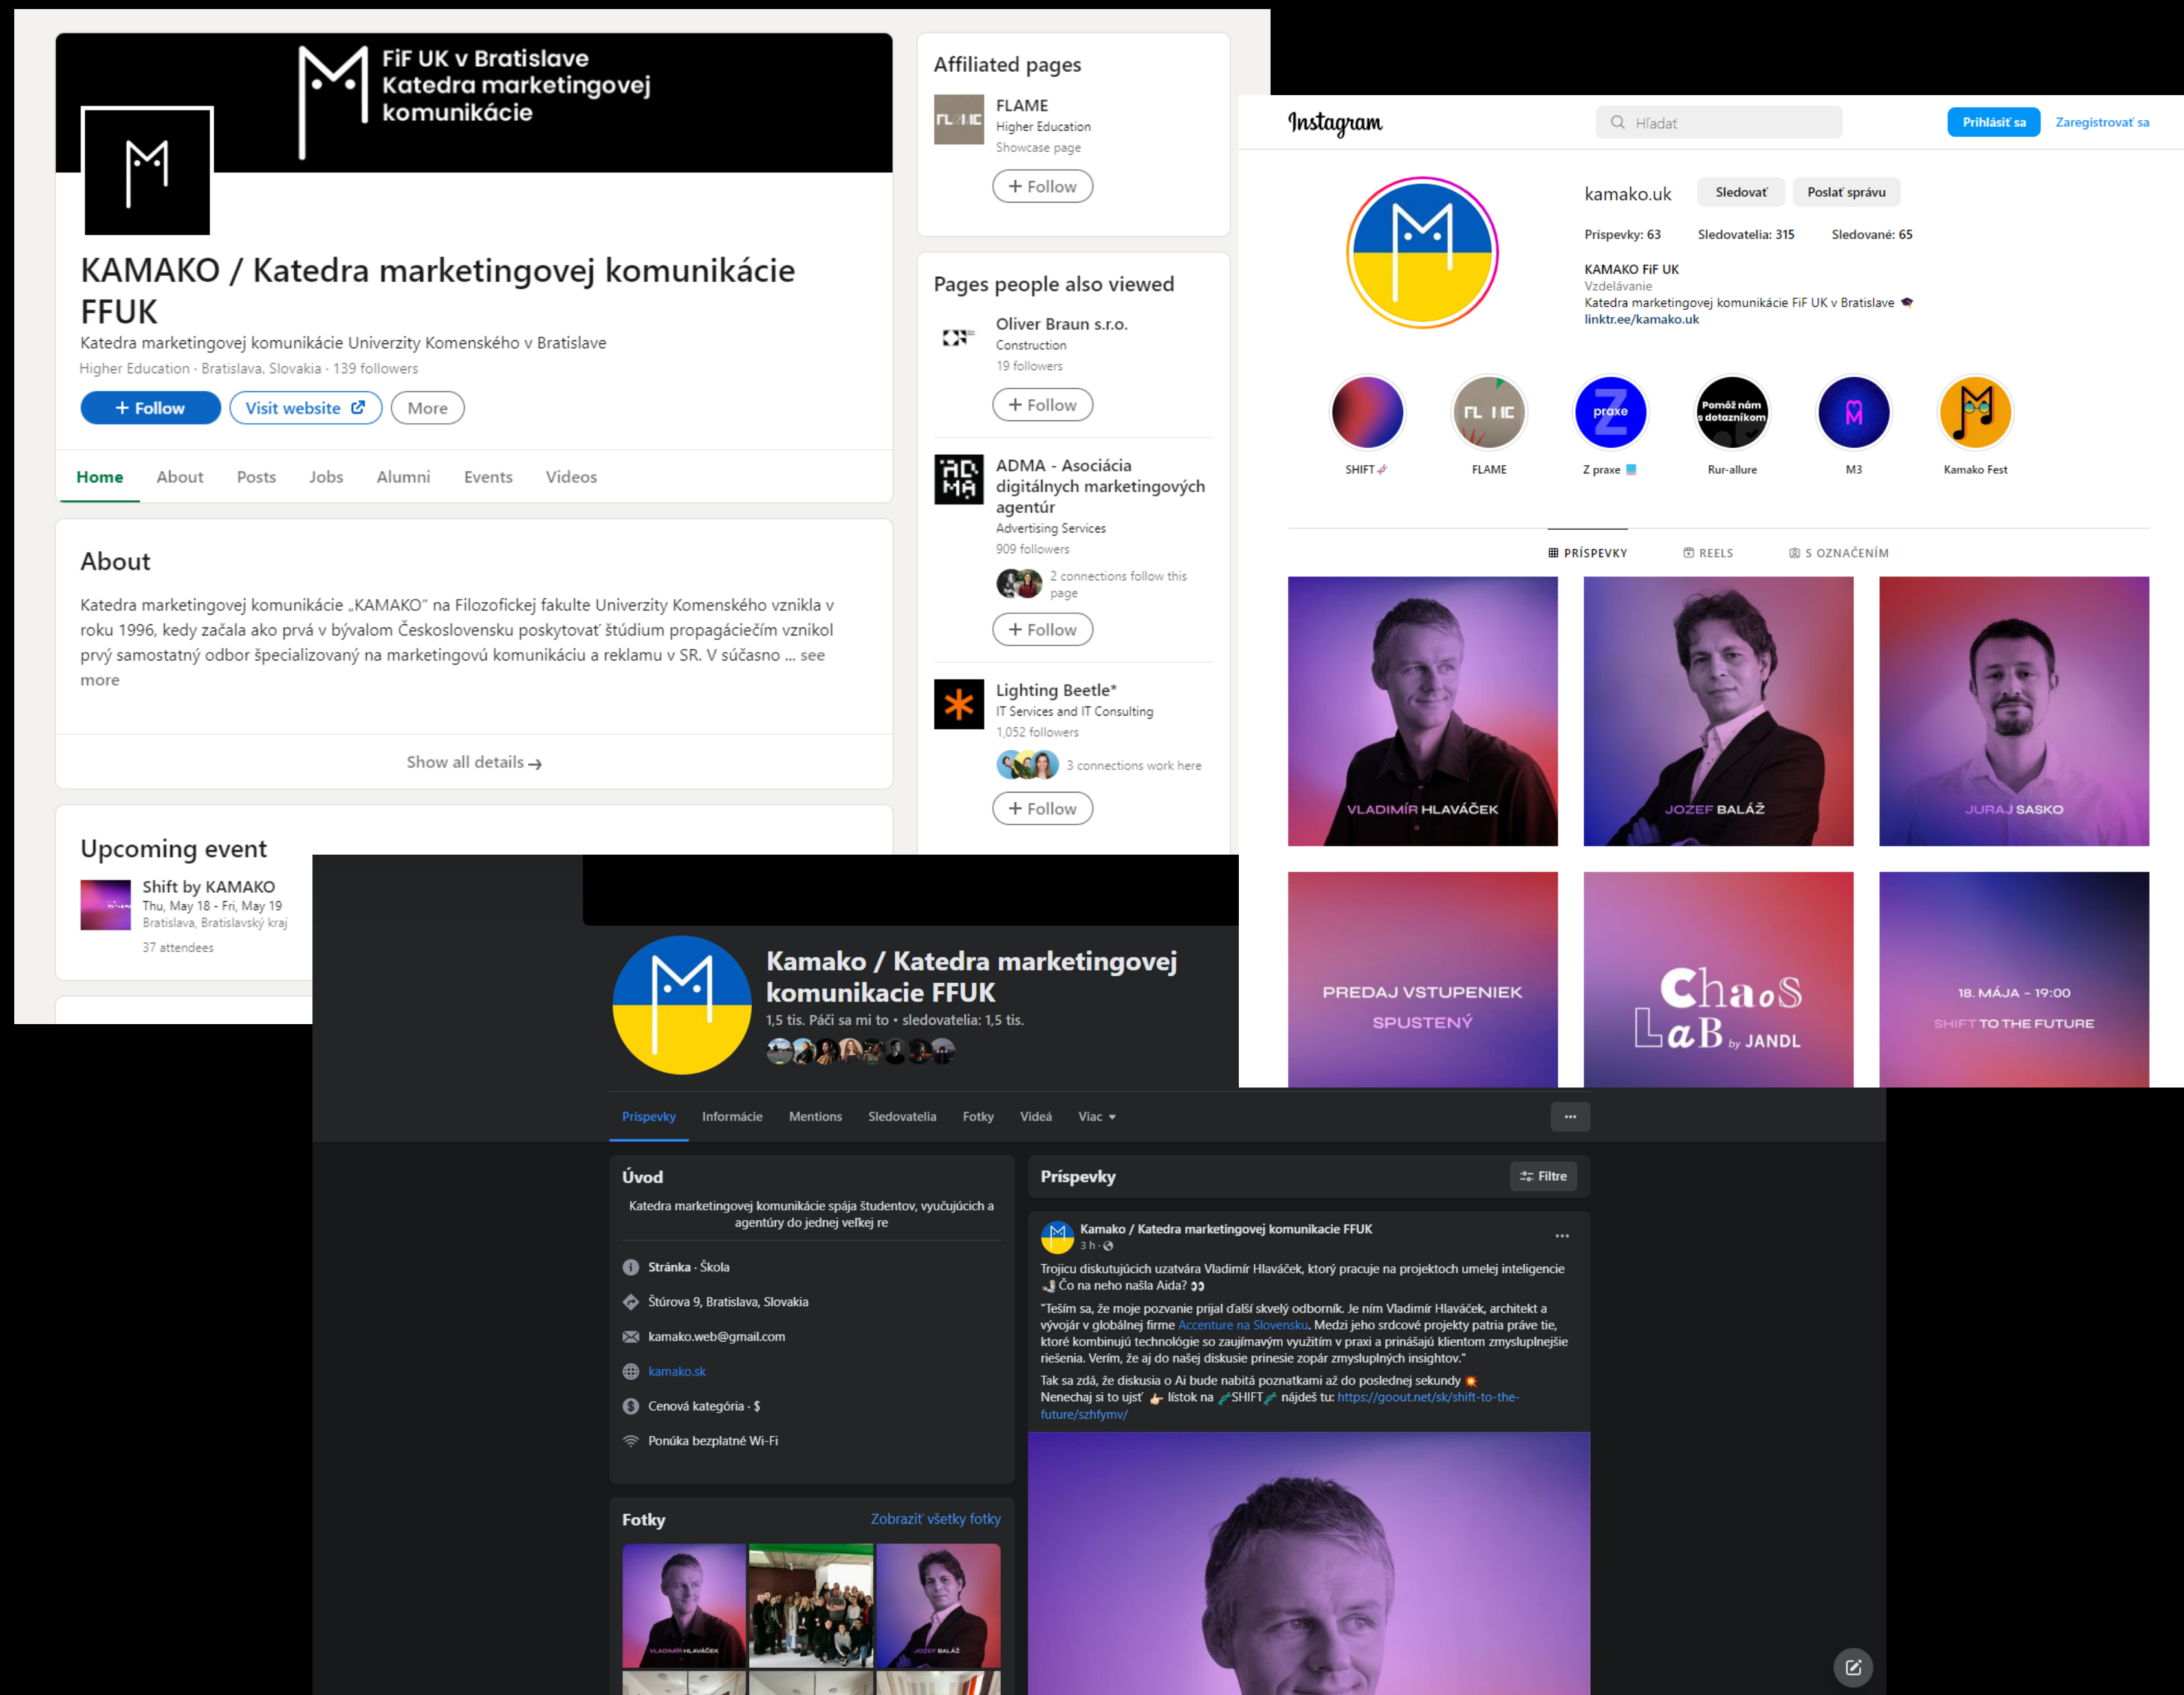 FiF UK v Bratislave
Katedra marketingovej
komunikácie
KAMAKO / Katedra marketingovej komunikácie
FFUK
Katedra marketingovej komunikácie Univerzity Komenského v Bratislave
Higher Education · Bratislava, Slovakia · 139 followers
+ Follow
Visit website
More
Home
About
Posts
Jobs
Alumni
Events
Videos
About
Katedra marketingovej komunikácie „KAMAKO" na Filozofickej fakulte Univerzity Komenského vznikla v
roku 1996, kedy začala ako prvá v bývalom Československu poskytovať štúdium propagáciečím vznikol
prvý samostatný odbor špecializovaný na marketingovú komunikáciu a reklamu v SR. V súčasno ... see
more
Show all details →
Upcoming event
Shift by KAMAKO
Thu, May 18 - Fri, May 19
Bratislava, Bratislavský kraj
37 attendees
Affiliated pages
FLAME
Higher Education
Showcase page
+ Follow
Pages people also viewed
Oliver Braun s.r.o.
Construction
19 followers
+ Follow
ADMA
ADMA - Asociácia
digitálnych marketingových
agentúr
Advertising Services
909 followers
2 connections follow this
page
+ Follow
Lighting Beetle*
IT Services and IT Consulting
1,052 followers
3 connections work here
+ Follow
Instagram
Hľadať
Prihlásiť sa
Zaregistrovať sa
kamako.uk
Sledovať
Poslať správu
Príspevky: 63
Sledovatelia: 315
Sledované: 65
KAMAKO FiF UK
Vzdelávanie
Katedra marketingovej komunikácie FiF UK v Bratislave 🎓
linktr.ee/kamako.uk
praxe
Z
Pomôž nám
s dotazníkom
SHIFT
FLAME
Z praxe
Rur-allure
M3
Kamako Fest
PRÍSPEVKY
REELS
S OZNAČENÍM
VLADIMÍR HLAVÁČEK
JOZEF BALÁŽ
JURAJ SASKO
PREDAJ VSTUPENIEK
SPUSTENÝ
ChaoS
LaB by JANDL
18. MÁJA - 19:00
SHIFT TO THE FUTURE
Kamako / Katedra marketingovej
komunikacie FFUK
1,5 tis. Páči sa mi to • sledovatelia: 1,5 tis.
Príspevky
Informácie
Mentions
Sledovatelia
Fotky
Videá
Viac
Úvod
Katedra marketingovej komunikácie spája študentov, vyučujúcich a
agentúry do jednej veľkej re
Stránka · Škola
Štúrova 9, Bratislava, Slovakia
kamako.web@gmail.com
kamako.sk
Cenová kategória · $
Ponúka bezplatné Wi-Fi
Fotky
Zobraziť všetky fotky
VLADIMÍR HLAVÁČEK
JOZEF BALÁŽ
Príspevky
Filtre
Kamako / Katedra marketingovej komunikacie FFUK
3 h ·
Trojicu diskutujúcich uzatvára Vladimír Hlaváček, ktorý pracuje na projektoch umelej inteligencie
🦾 Čo na neho našla Aida? 👀
"Teším sa, že moje pozvanie prijal ďalší skvelý odborník. Je ním Vladimír Hlaváček, architekt a
vývojár v globálnej firme Accenture na Slovensku. Medzi jeho srdcové projekty patria práve tie,
ktoré kombinujú technológie so zaujímavým využitím v praxi a prinášajú klientom zmysluplnejšie
riešenia. Verím, že aj do našej diskusie prinesie zopár zmysluplných insightov."
Tak sa zdá, že diskusia o Ai bude nabitá poznatkami až do poslednej sekundy 💥
Nenechaj si to ujsť 👉 lístok na 🧬SHIFT🧬 nájdeš tu: https://goout.net/sk/shift-to-the-
future/szhfymv/